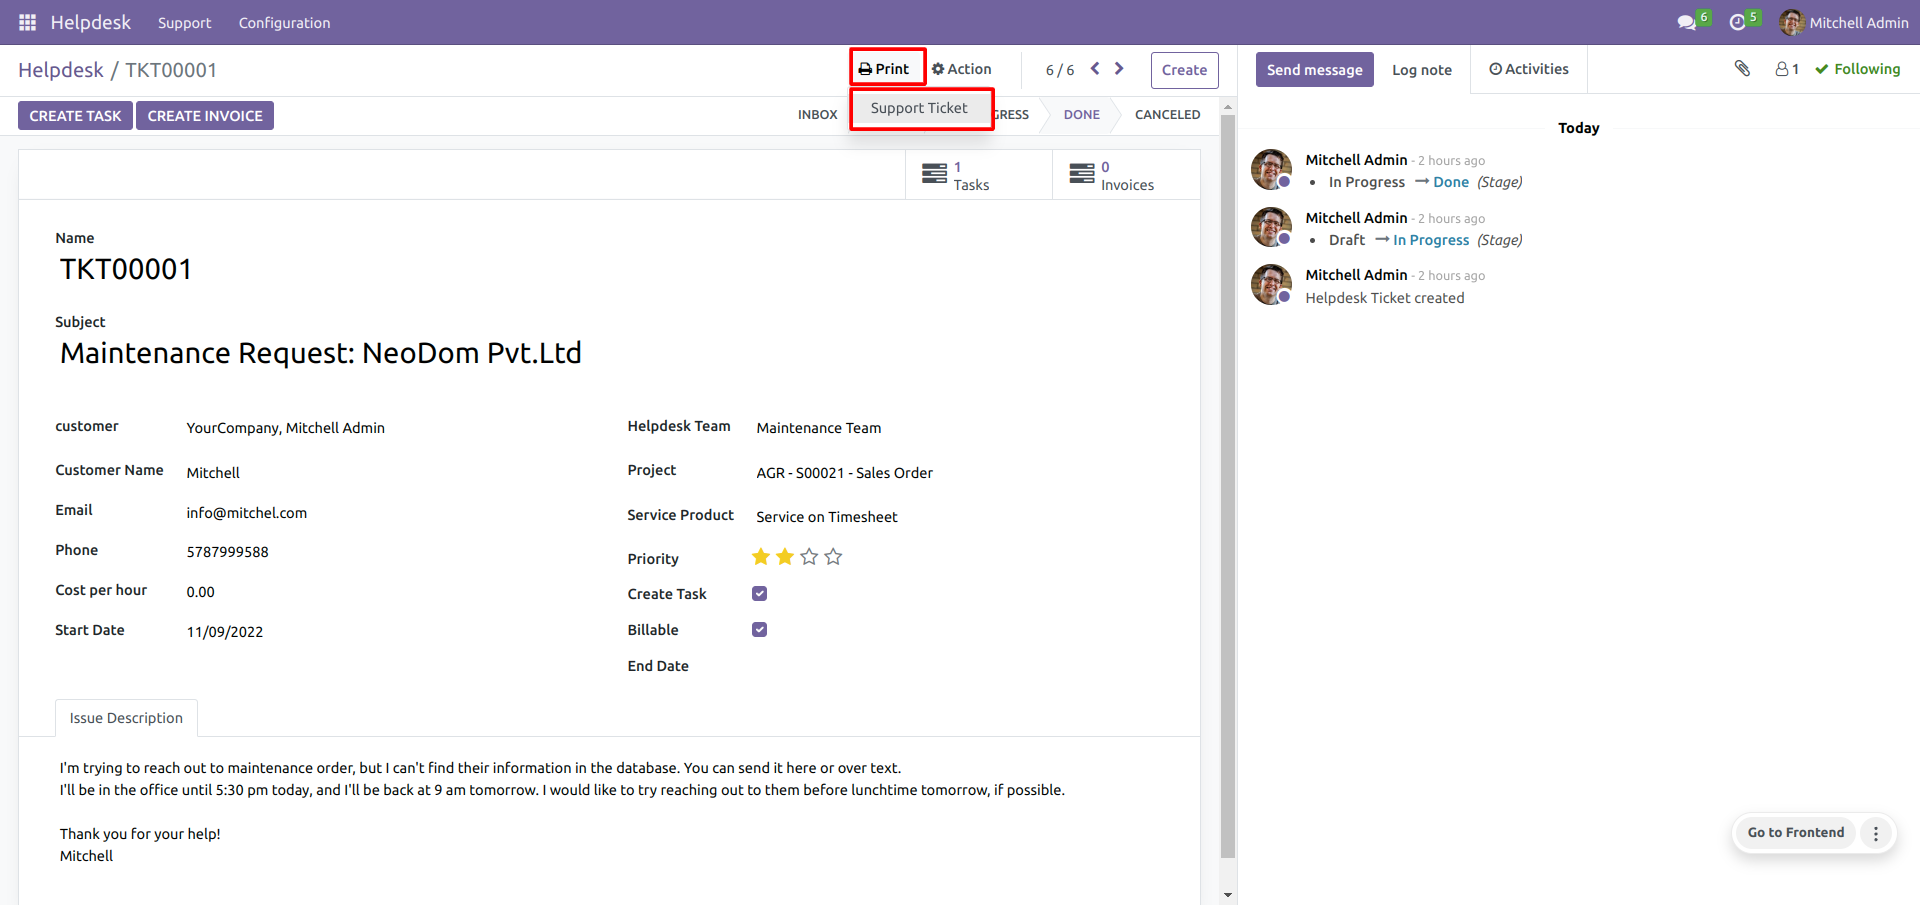 Helpdesk Support Configuration 6 5 Mitchell Admin
Helpdesk / TKT00001 Print Action 6 / 6 Create
Send message Log note Activities 1 Following
CREATE TASK CREATE INVOICE INBOX Support Ticket GRESS DONE CANCELED
1 Tasks
0 Invoices
Name
TKT00001
Subject
Maintenance Request: NeoDom Pvt.Ltd
customer YourCompany, Mitchell Admin
Customer Name Mitchell
Email info@mitchel.com
Phone 5787999588
Cost per hour 0.00
Start Date 11/09/2022
Helpdesk Team Maintenance Team
Project AGR - S00021 - Sales Order
Service Product Service on Timesheet
Priority
Create Task
Billable
End Date
Issue Description
I'm trying to reach out to maintenance order, but I can't find their information in the database. You can send it here or over text.
I'll be in the office until 5:30 pm today, and I'll be back at 9 am tomorrow. I would like to try reaching out to them before lunchtime tomorrow, if possible.
Thank you for your help!
Mitchell
Today
Mitchell Admin - 2 hours ago
• In Progress → Done (Stage)
Mitchell Admin - 2 hours ago
• Draft → In Progress (Stage)
Mitchell Admin - 2 hours ago
Helpdesk Ticket created
Go to Frontend